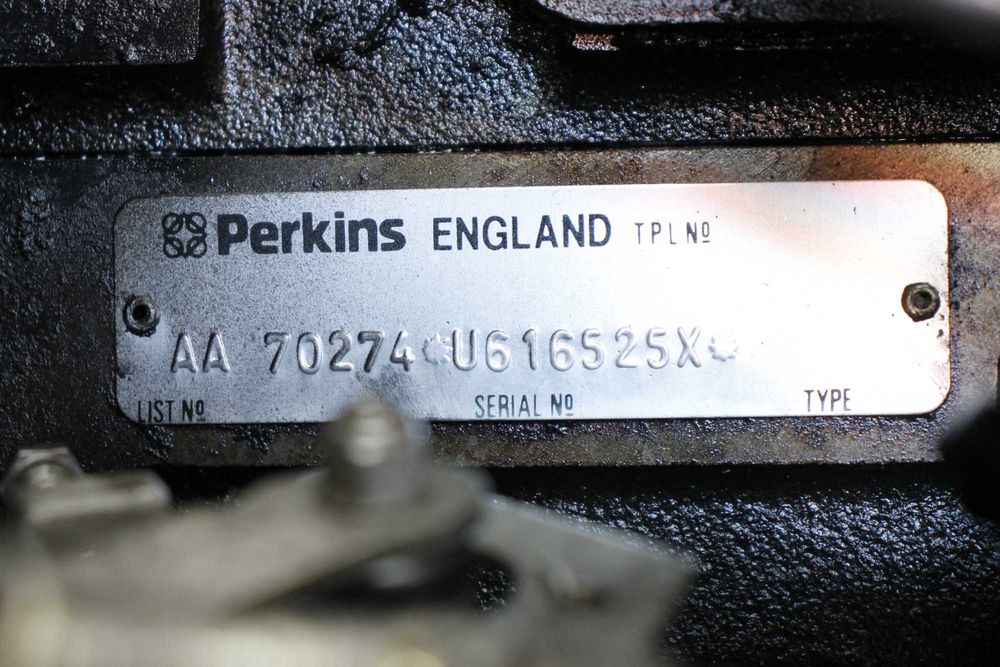 Perkins ENGLAND TPL Nº
AA 70274*U616525X*
LIST Nº SERIAL Nº TYPE